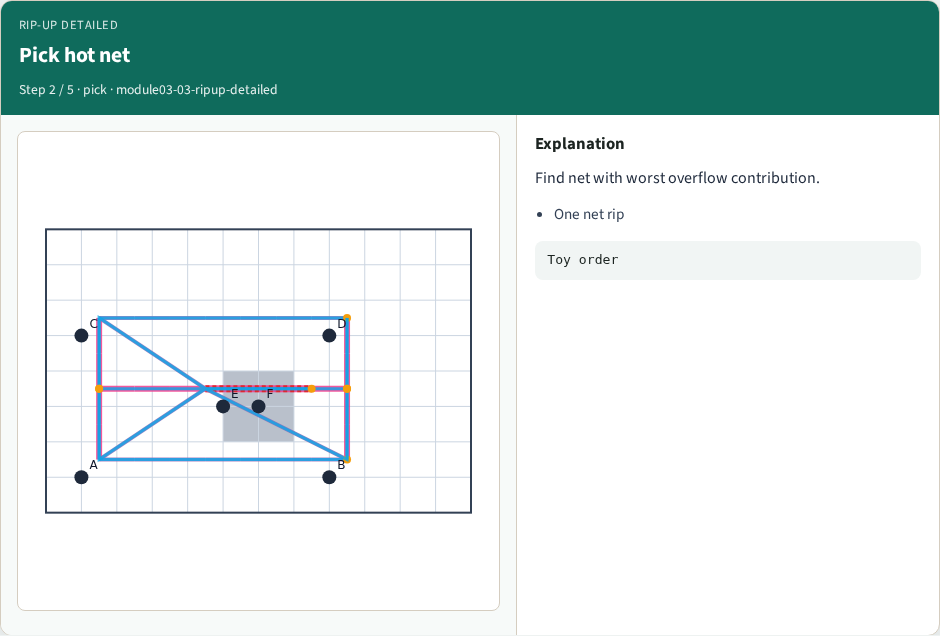 RIP-UP DETAILED
Pick hot net
Step 2 / 5 · pick · module03-03-ripup-detailed
C
D
E
F
A
B
Explanation
Find net with worst overflow contribution.
• One net rip
Toy order